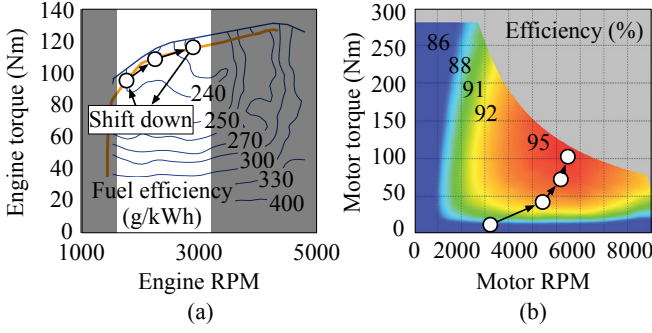 Engine torque (Nm)
140
120
100
80
60
40
20
0
Shift down
240
250
270
300
330
400
Fuel efficiency
(g/kWh)
1000
3000
5000
Engine RPM
(a)
Motor torque (Nm)
300
250
200
150
100
50
0
Efficiency (%)
86
88
91
92
95
0 2000 4000 6000 8000
Motor RPM
(b)